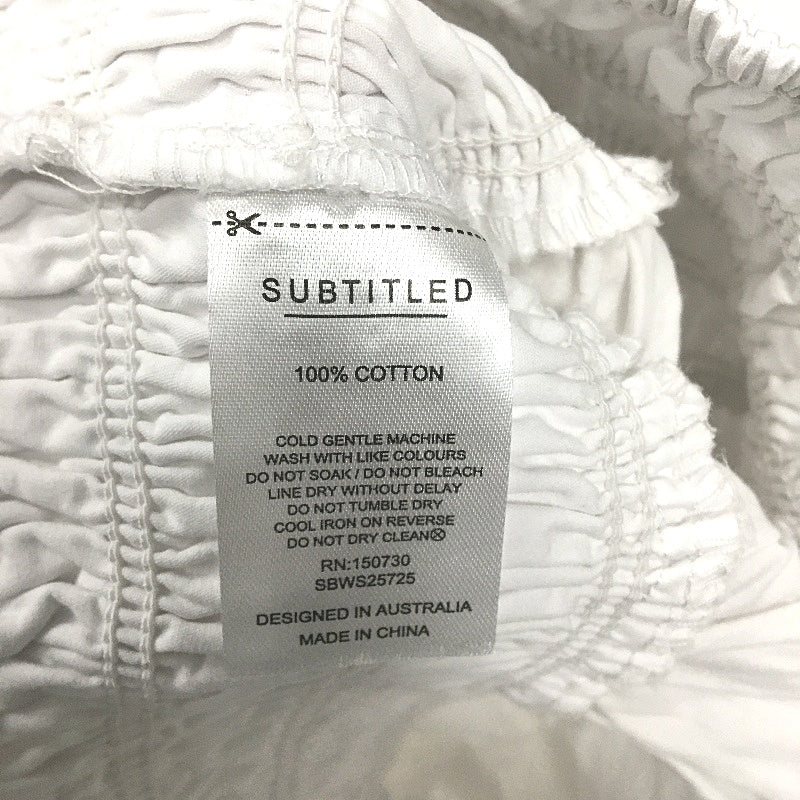 SUBTITLED
100% COTTON
COLD GENTLE MACHINE
WASH WITH LIKE COLOURS
DO NOT SOAK / DO NOT BLEACH
LINE DRY WITHOUT DELAY
DO NOT TUMBLE DRY
COOL IRON ON REVERSE
DO NOT DRY CLEAN
RN:150730
SBWS25725
DESIGNED IN AUSTRALIA
MADE IN CHINA